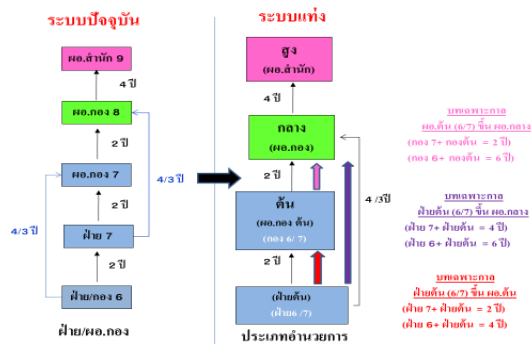 ระบบปัจจุบัน
ผอ.สำนัก 9
4 ปี
ผอ.กอง 8
2 ปี
ผอ.กอง 7
4/3 ปี
2 ปี
4/3 ปี
ฝ่าย 7
2 ปี
ฝ่าย/กอง 6
ฝ่าย/ผอ.กอง
ระบบแท่ง
สูง
(ผอ.สำนัก)
4 ปี
กลาง
(ผอ.กอง)
2 ปี
4 /3 ปี
ต้น
(ผอ.กอง ต้น)
(กอง 6/ 7)
2 ปี
(ฝ่ายต้น)
(ฝ่าย6 /7)
ประเภทอำนวยการ
บทเฉพาะกาล
ผอ.ต้น (6/7) ขึ้น ผอ.กลาง
(กอง 7+ กองต้น = 2 ปี
(กอง 6+ กองต้น = 6 ปี
บทเฉพาะกาล
ฝ่ายต้น (6/7) ขึ้น ผอ.กลาง
(ฝ่าย 7+ ฝ่ายต้น = 4 ปี
(ฝ่าย 6+ ฝ่ายต้น = 6 ปี
บทเฉพาะกาล
ฝ่ายต้น (6/7) ขึ้น ผอ.ต้น
(ฝ่าย 7+ ฝ่ายต้น = 2 ปี
(ฝ่าย 6+ ฝ่ายต้น = 4 ปี